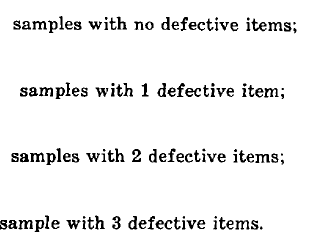 samples with no defective items;
samples with 1 defective item;
samples with 2 defective items;
sample with 3 defective items.